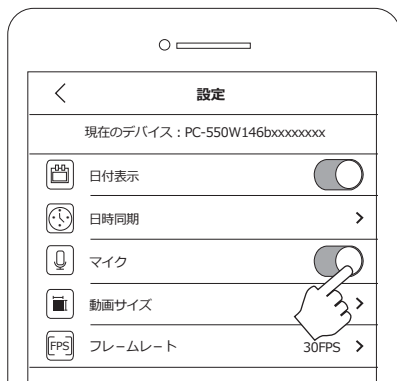 設定
現在のデバイス：PC-550W146bxxxxxxxx
日付表示
日時同期
マイク
動画サイズ
FPS フレームレート 30FPS